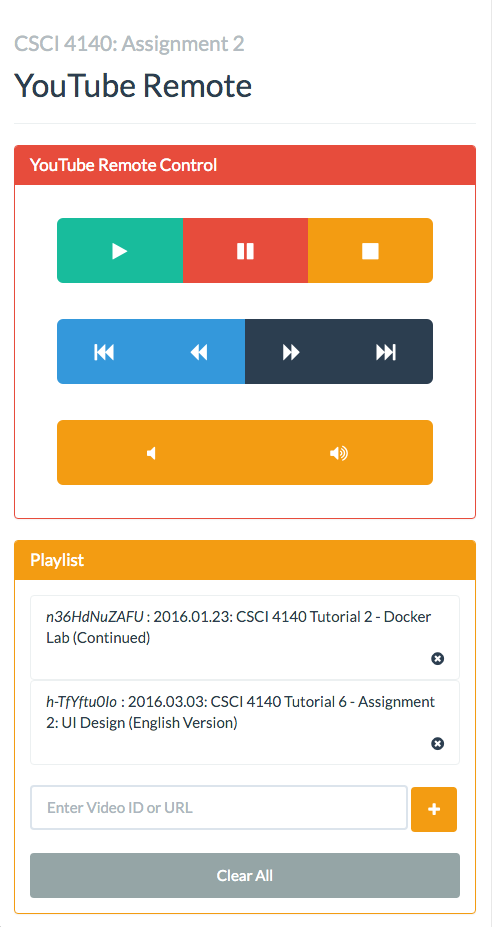 CSCI 4140: Assignment 2
YouTube Remote
YouTube Remote Control
Playlist
n36HdNuZAFU : 2016.01.23: CSCI 4140 Tutorial 2 - Docker
Lab (Continued)
h-TfYftu0Io : 2016.03.03: CSCI 4140 Tutorial 6 - Assignment
2: UI Design (English Version)
Enter Video ID or URL
Clear All